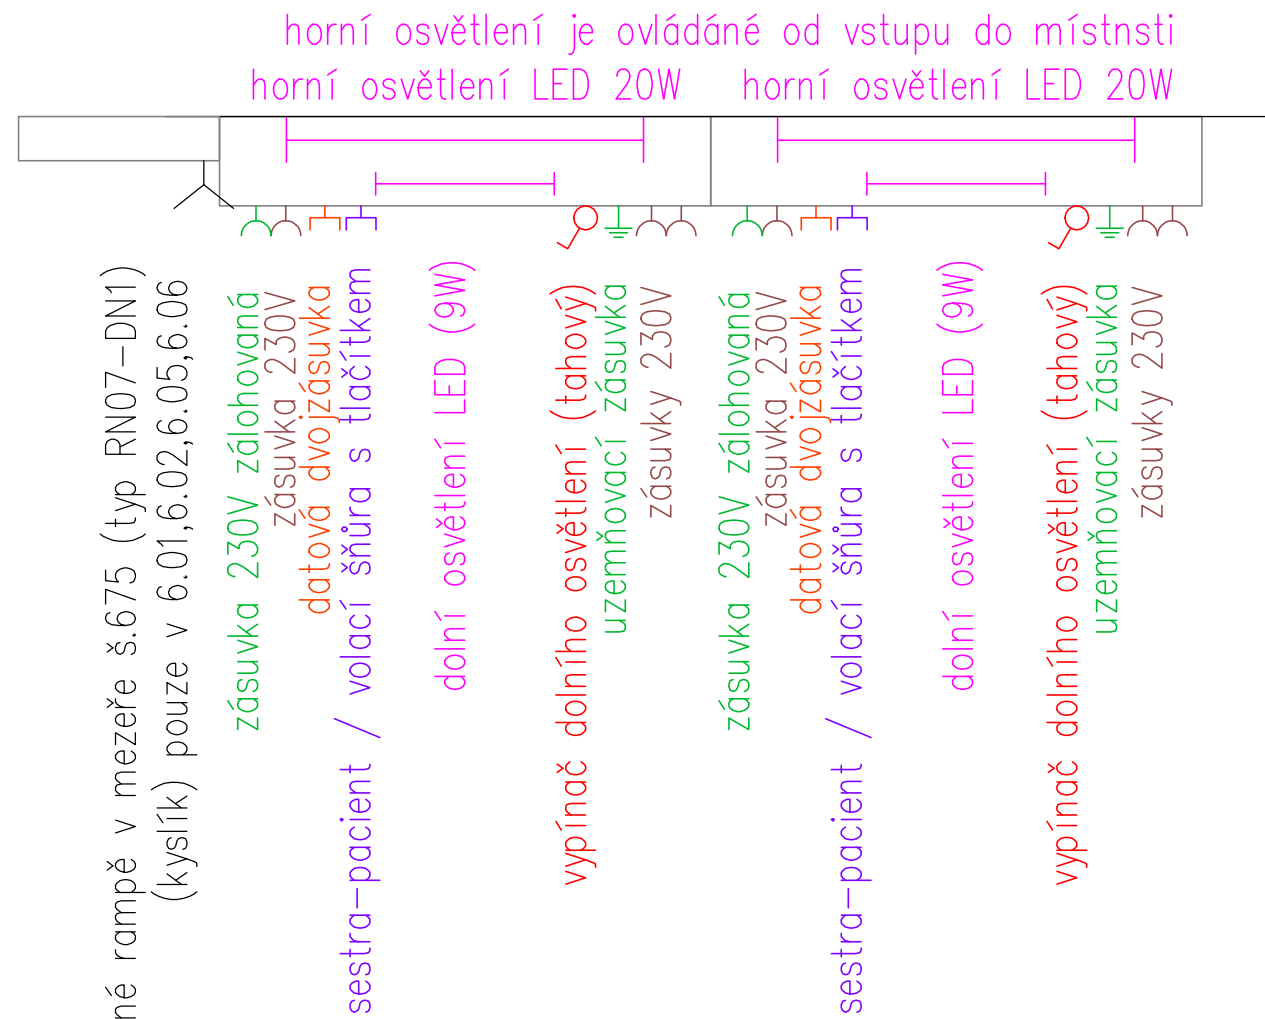 horní osvětlení je ovládáné od vstupu do místnsti
horní osvětlení LED 20W
horní osvětlení LED 20W
né rampě v mezeře š.675 (typ RN07-DN1)
(kyslík) pouze v 6.01,6.02,6.05,6.06
zásuvka 230V zálohovaná
zásuvka 230V
datová dvojzásuvka
sestra-pacient / volací šňůra s tlačítkem
dolní osvětlení LED (9W)
vypínač dolního osvětlení (tahový)
uzemňovací zásuvka
zásuvky 230V
zásuvka 230V zálohovaná
zásuvka 230V
datová dvojzásuvka
sestra-pacient / volací šňůra s tlačítkem
dolní osvětlení LED (9W)
vypínač dolního osvětlení (tahový)
uzemňovací zásuvka
zásuvky 230V